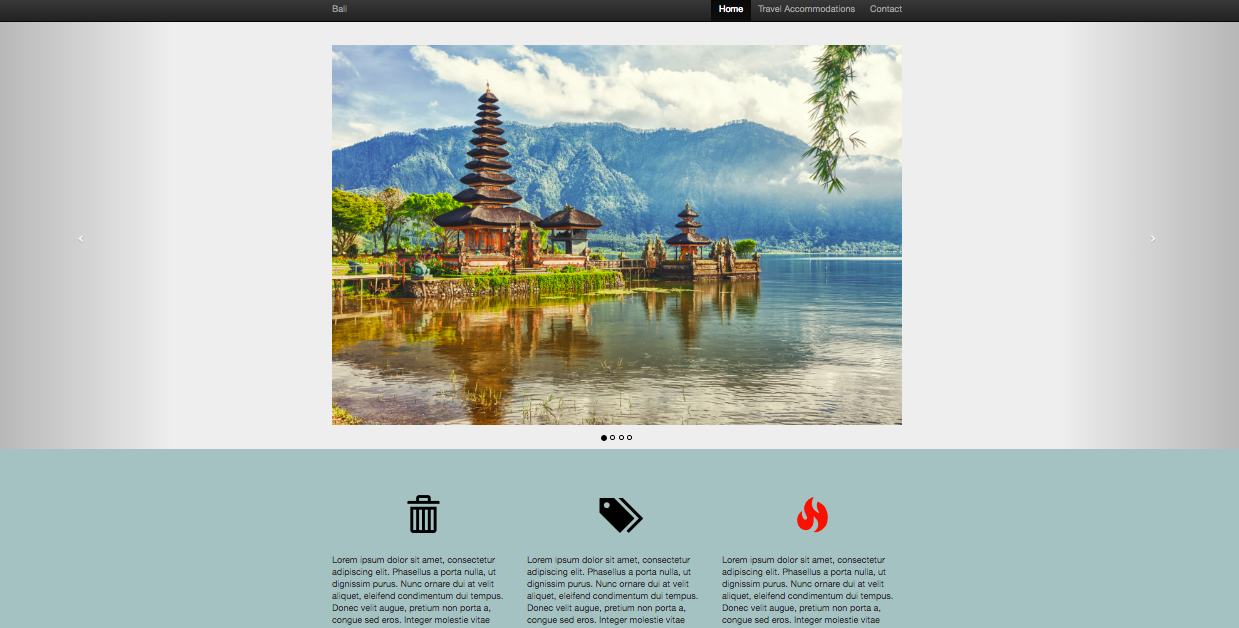 Bali
Home
Travel Accommodations
Contact
Lorem ipsum dolor sit amet, consectetur
adipiscing elit. Phasellus a porta nulla, ut
dignissim purus. Nunc ornare dui at velit
aliquet, eleifend condimentum dui tempus.
Donec velit augue, pretium non porta a,
congue sed eros. Integer molestie vitae
Lorem ipsum dolor sit amet, consectetur
adipiscing elit. Phasellus a porta nulla, ut
dignissim purus. Nunc ornare dui at velit
aliquet, eleifend condimentum dui tempus.
Donec velit augue, pretium non porta a,
congue sed eros. Integer molestie vitae
Lorem ipsum dolor sit amet, consectetur
adipiscing elit. Phasellus a porta nulla, ut
dignissim purus. Nunc ornare dui at velit
aliquet, eleifend condimentum dui tempus.
Donec velit augue, pretium non porta a,
congue sed eros. Integer molestie vitae